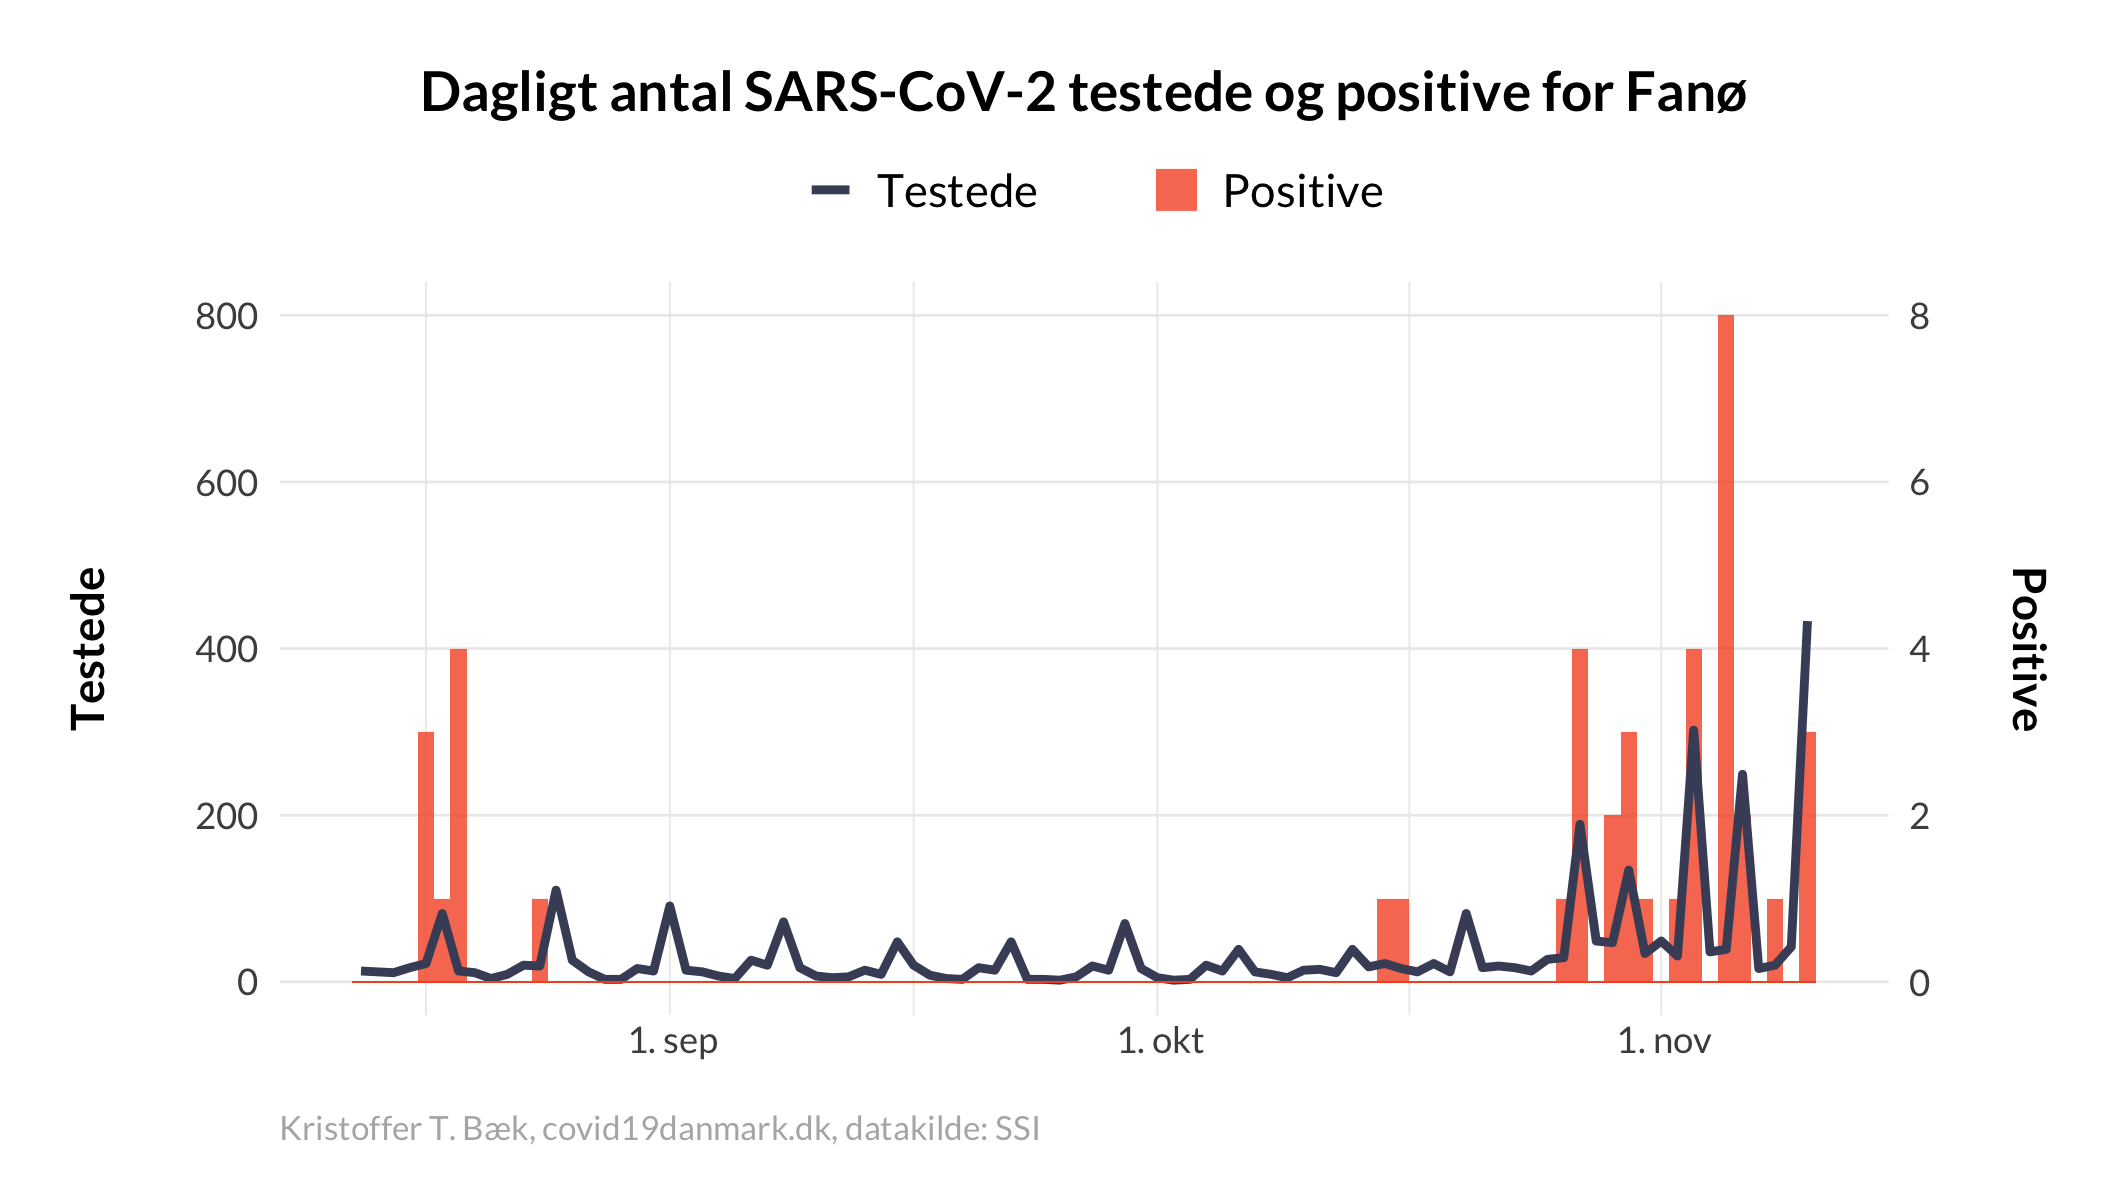 Dagligt antal SARS-CoV-2 testede og positive for Fanø
Testede
Positive
800
600
400
200
0
8
6
4
2
0
Testede
Positive
1. sep
1. okt
1. nov
Kristoffer T. Bæk, covid19danmark.dk, datakilde: SSI